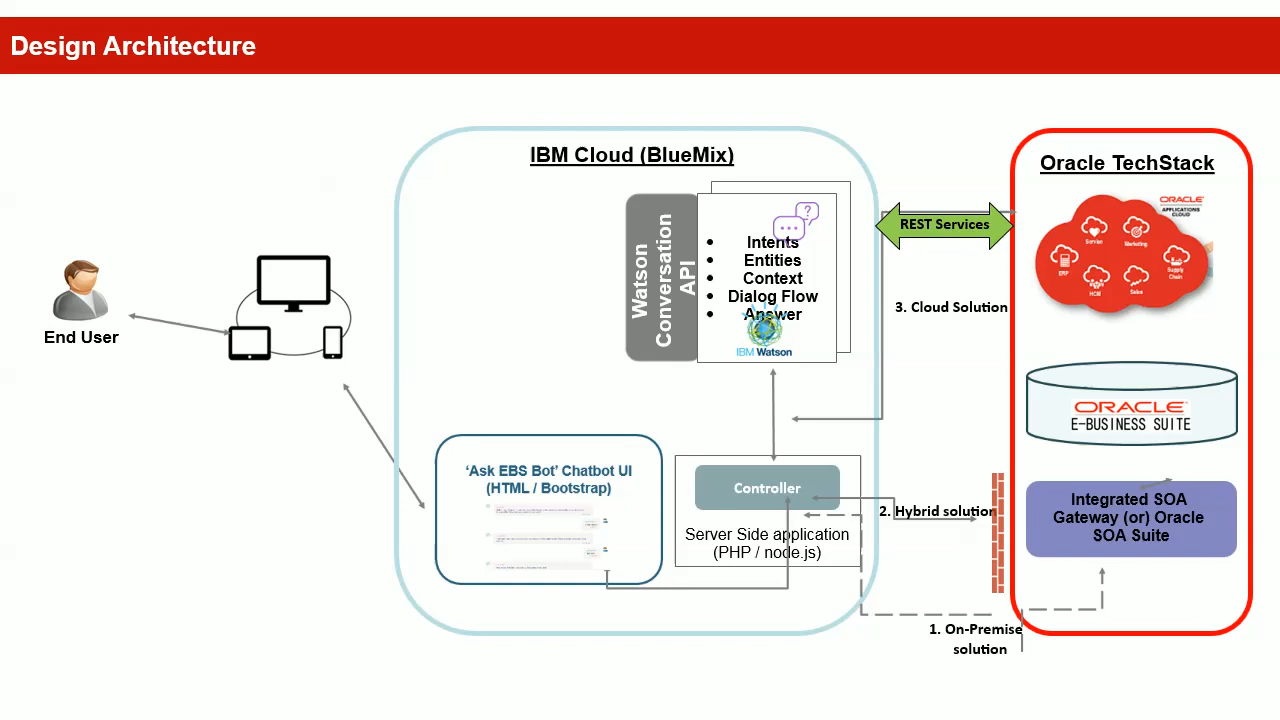 Design Architecture
IBM Cloud (BlueMix)
Oracle TechStack
ORACLE
APPLICATIONS
CLOUD
Service
Marketing
ERP
Supply
Chain
HCM
Sales
Watson
Conversation
API
• Intents
• Entities
• Context
• Dialog Flow
• Answer
IBM Watson
REST Services
3. Cloud Solution
End User
ORACLE
E-BUSINESS SUITE
'Ask EBS Bot' Chatbot UI
(HTML / Bootstrap)
Controller
Server Side application
(PHP / node.js)
2. Hybrid solution
Integrated SOA
Gateway (or) Oracle
SOA Suite
1. On-Premise
solution